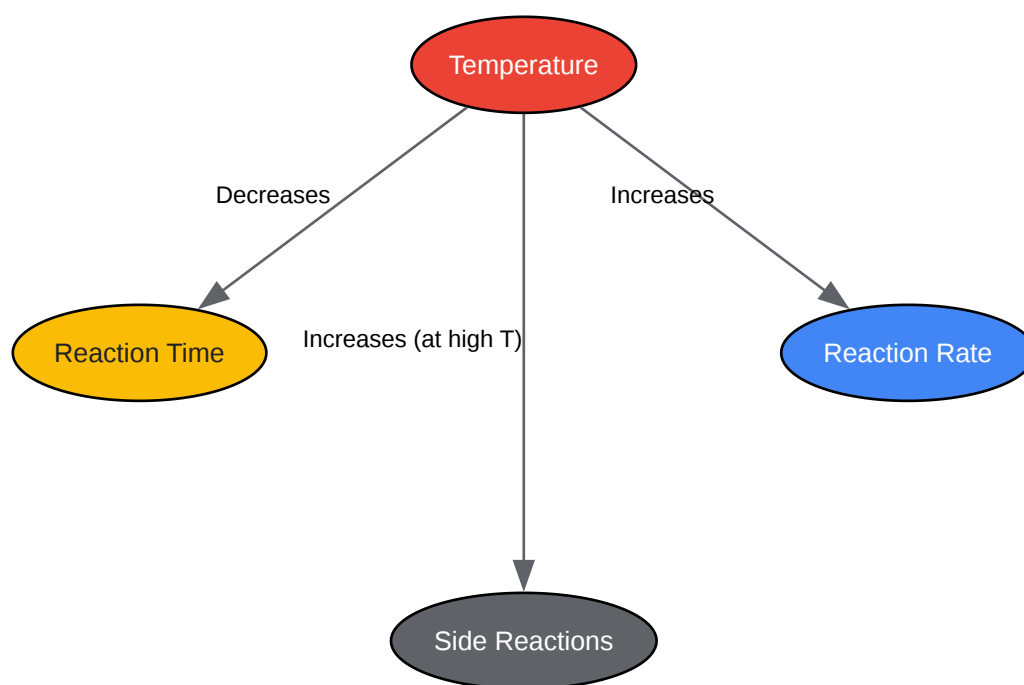 Temperature
Decreases
Increases
Increases (at high T)
Reaction Time
Reaction Rate
Side Reactions